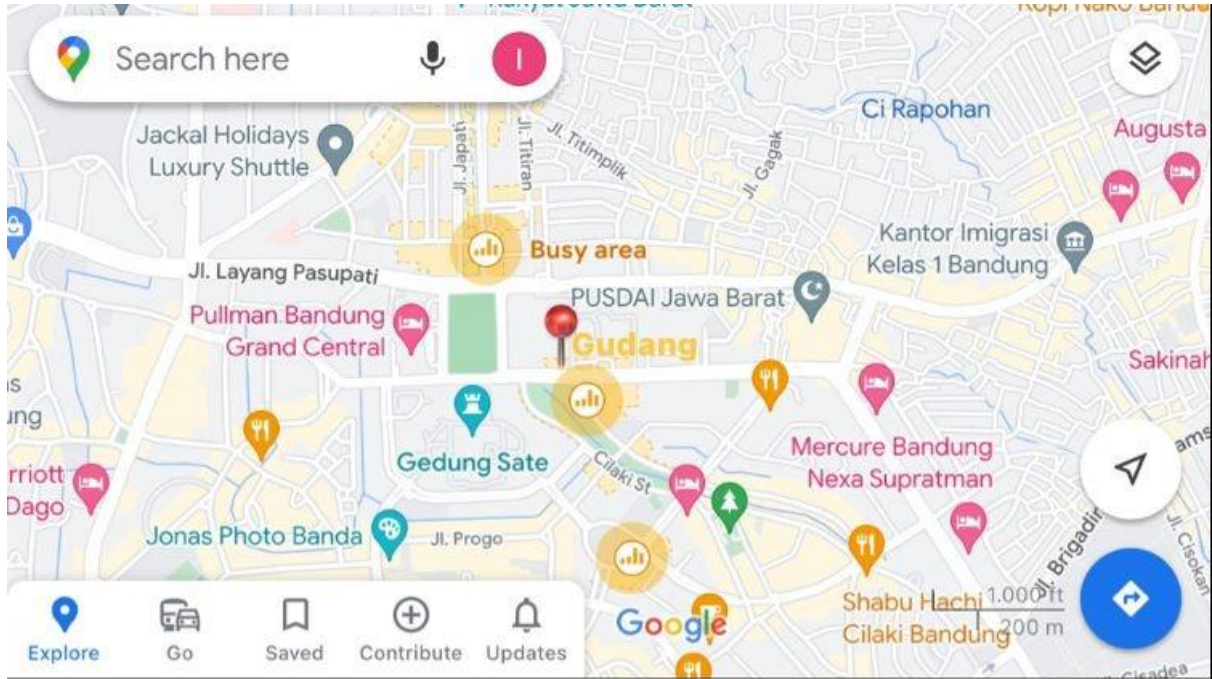 Search here
I
Ci Rapohan
Augusta
Jackal Holidays
Luxury Shuttle
Jl. Japati
Jl. Titiran
Jl. Titimplik
Jl. Gagak
Kantor Imigrasi
Kelas 1 Bandung
Busy area
Jl. Layang Pasupati
PUSDAI Jawa Barat
Pullman Bandung
Grand Central
Gudang
Sakinah
Gedung Sate
Cilaki St
Mercure Bandung
Nexa Supratman
Dago
Jonas Photo Banda
Jl. Progo
Jl. Brigadir
Jl. Cisokan
Shabu Hachi
Cilaki Bandung
1.000 ft
200 m
Google
Explore
Go
Saved
Contribute
Updates
Jl. Cisadea